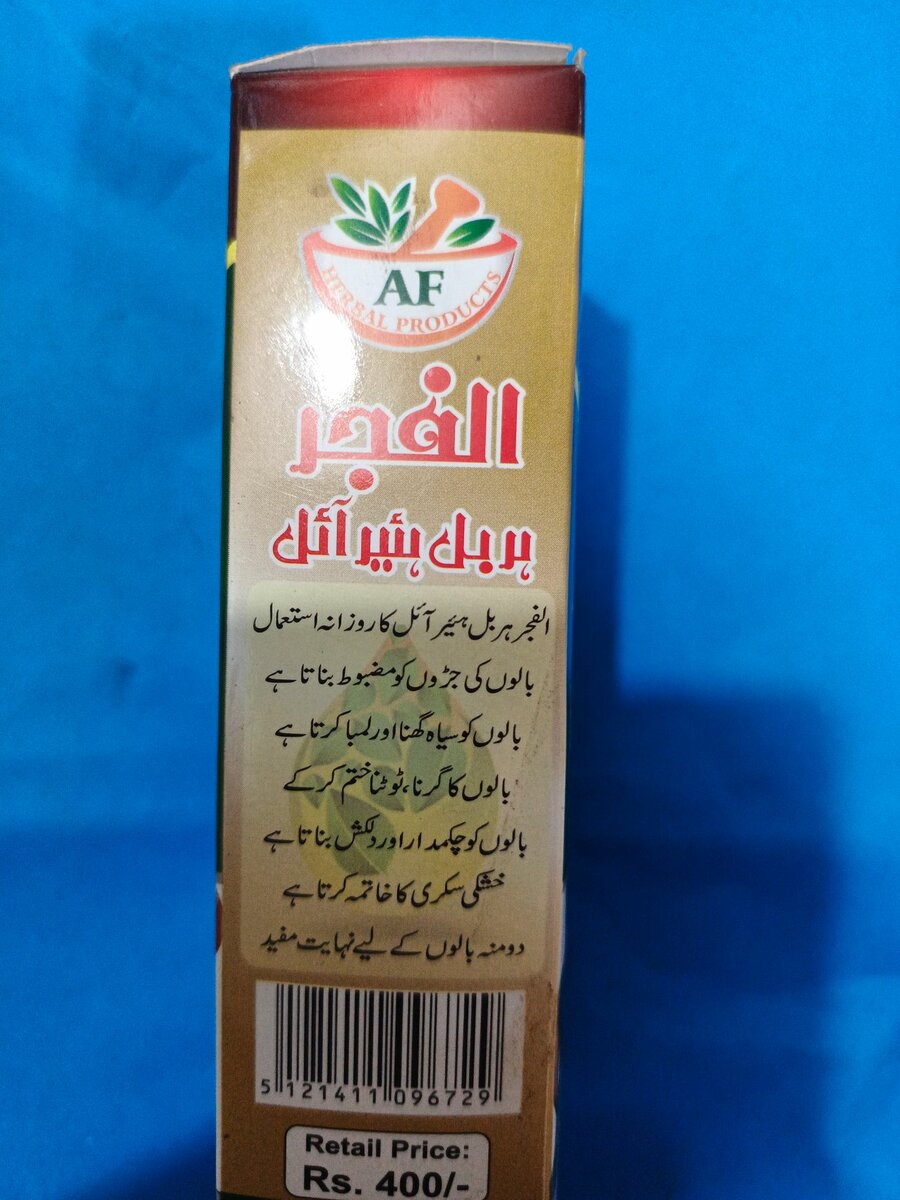 AF
HERBAL PRODUCTS
الفجر
ہربل ہئیر آئل
الفجر ہربل ہئیر آئل کا روزانہ استعمال
بالوں کی جڑوں کو مضبوط بناتا ہے
بالوں کو سیاہ گھنا اور لمبا کرتا ہے
بالوں کا گرنا، ٹوٹنا ختم کر کے
بالوں کو چمکدار اور دلکش بناتا ہے
خشکی سکری کا خاتمہ کرتا ہے
دومنہ بالوں کے لیے نہایت مفید
5 121411 096729
Retail Price:
Rs. 400/-